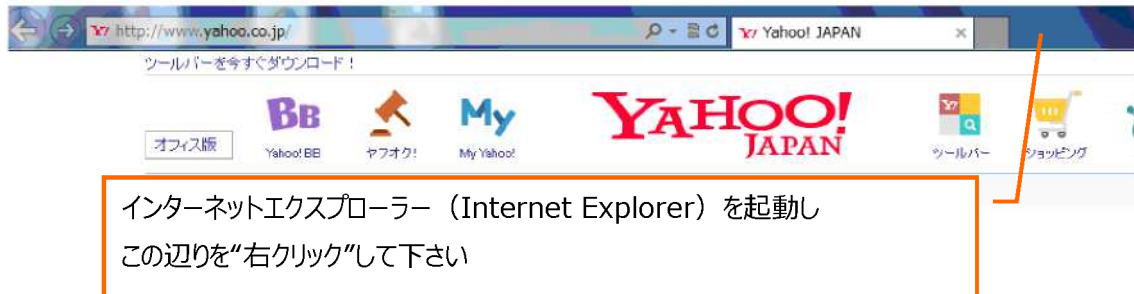 http://www.yahoo.co.jp/ Yahoo! JAPAN
ツールバーを今すぐダウンロード!
オフィス版
BB
Yahoo! BB
ヤフオク!
My
My Yahoo!
YAHOO!
JAPAN
ツールバー
ショッピング
インターネットエクスプローラー(Internet Explorer)を起動し
この辺りを“右クリック”して下さい